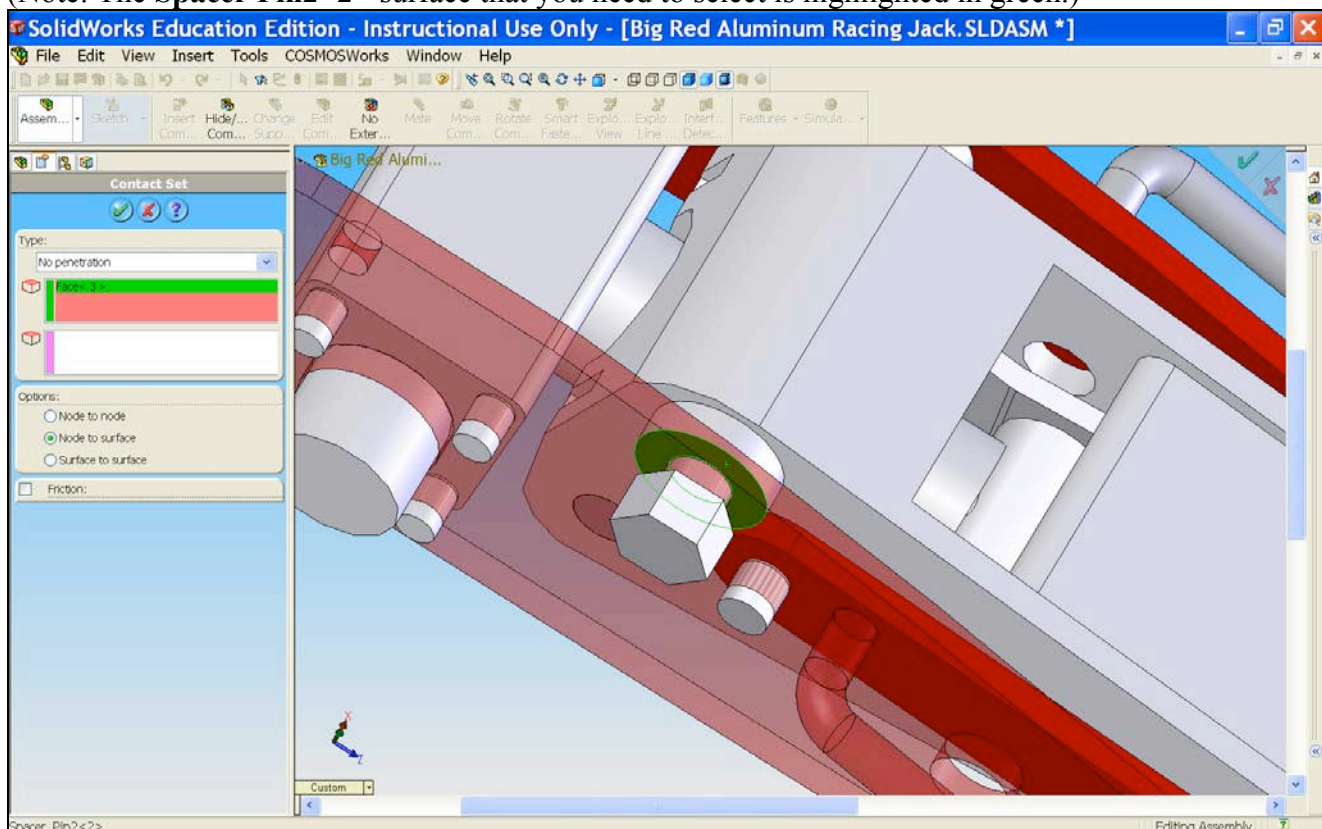 (Note: The Spacer Pin2<2> surface that you need to select is highlighted in green.)
SolidWorks Education Edition - Instructional Use Only - [Big Red Aluminum Racing Jack.SLDASM *]
File Edit View Insert Tools COSMOSWorks Window Help
Assem... Sketch Insert Hide/... Change Edit No Mate Move Rotate Smart Explo... Explo... Interf... Features Simula...
Com... Com... Supp... Com... Exter... Com... Com... Faste... View Line ... Detec...
Big Red Alumi...
Contact Set
Type:
No penetration
Face<3>
Options:
Node to node
Node to surface
Surface to surface
Friction:
X
Z
Custom
Spacer_Pin2<2>
Editing Assembly